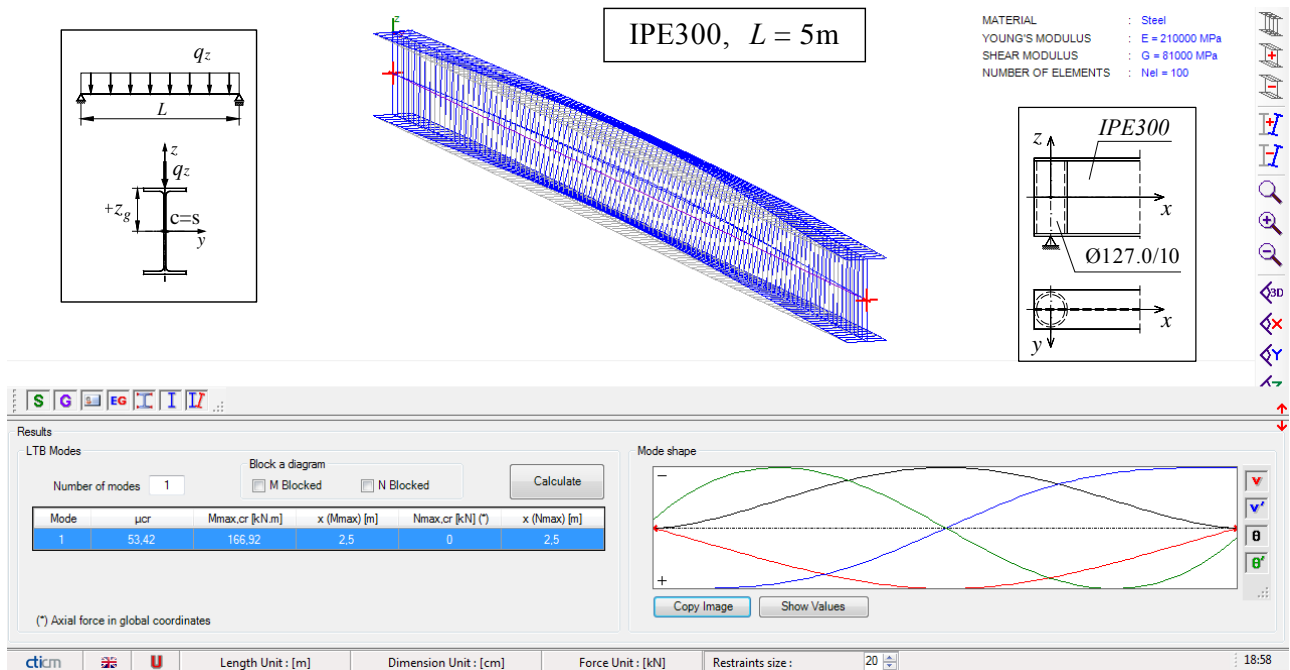 IPE300, L = 5m
MATERIAL : Steel
YOUNG'S MODULUS : E = 210000 MPa
SHEAR MODULUS : G = 81000 MPa
NUMBER OF ELEMENTS : Nel = 100
qz
L
z
qz
+zg
c=s
y
z
IPE300
z
x
Ø127.0/10
x
y
3D
X
Y
Z
S G EG
Results
LTB Modes
Number of modes 1
Block a diagram
M Blocked N Blocked
Calculate
Mode μcr Mmax,cr [kN.m] x (Mmax) [m] Nmax,cr [kN] (*) x (Nmax) [m]
1 53,42 166,92 2,5 0 2,5
(*) Axial force in global coordinates
Mode shape
−
+
v
v'
θ
θ'
Copy Image Show Values
cticm U Length Unit : [m] Dimension Unit : [cm] Force Unit : [kN] Restraints size : 20 18:58